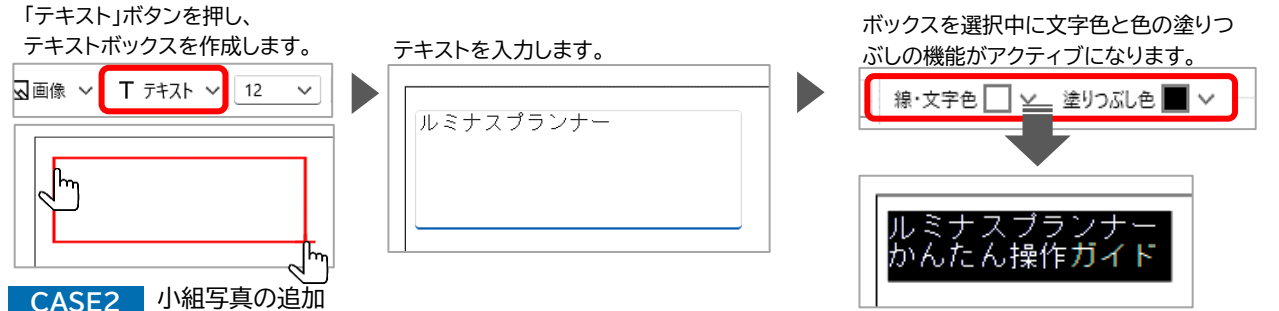 「テキスト」ボタンを押し、
テキストボックスを作成します。
画像
T テキスト
12
テキストを入力します。
ルミナスプランナー
ボックスを選択中に文字色と色の塗りつ
ぶしの機能がアクティブになります。
線・文字色
塗りつぶし色
ルミナスプランナー
かんたん操作ガイド
CASE2 小組写真の追加